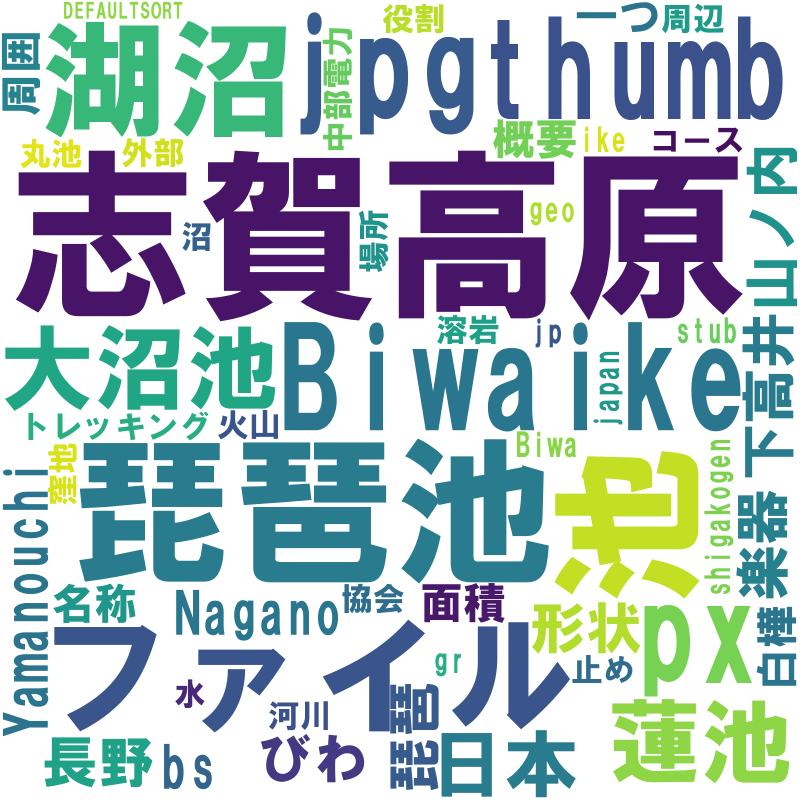 DEFAULTSORT
役割
一つ
周辺
周囲
湖沼
中部電力
jpgthumb
丸池
外部
概要
ike
コース
志賀高原
山ノ内
geo
沼
場所
大沼池
Biwaike
溶岩
jp
stub
japan
下高井
トレッキング
火山
Biwa
窪地
琵琶池
池
shigakogen
楽器
Yamanouchi
名称
Nagano
協会
面積
形状
px
白樺
ファイル
gr
止め
水
河川
琵琶
蓮池
長野
bs
びわ
日本